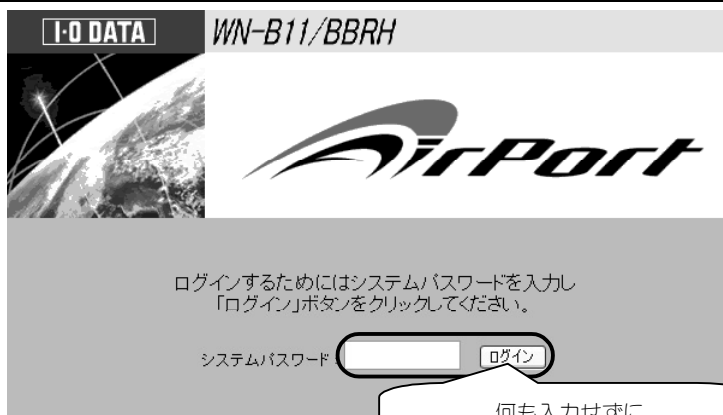 I·O DATA
WN-B11/BBRH
AirPort
ログインするためにはシステムパスワードを入力し
「ログイン」ボタンをクリックしてください。
システムパスワード:
ログイン
何も入力せずに